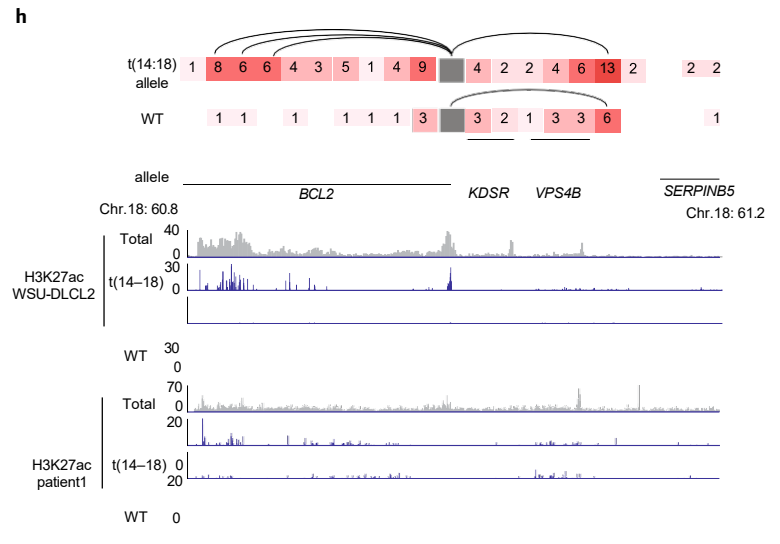 h
t(14:18) 1 8 6 6 4 3 5 1 4 9 4 2 2 4 6 13 2 2 2
allele
WT 1 1 1 1 1 1 3 3 2 1 3 3 6 1
allele
BCL2 KDSR VPS4B SERPINB5
Chr.18: 60.8 Chr.18: 61.2
Total 40
0
H3K27ac
WSU-DLCL2
t(14–18) 30
0
WT 30
0
Total 70
0
20
H3K27ac
patient1
t(14–18) 0
20
WT 0